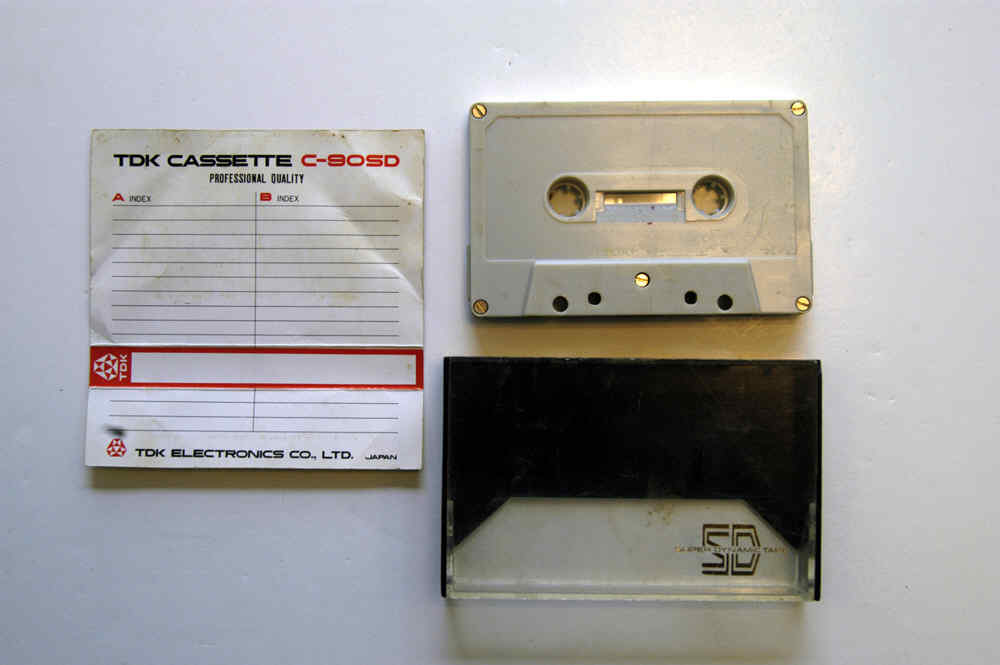 TDK CASSETTE C-90SD
PROFESSIONAL QUALITY
A INDEX B INDEX
TDK
TDK ELECTRONICS CO., LTD. JAPAN
SD
SUPER DYNAMIC TAPE